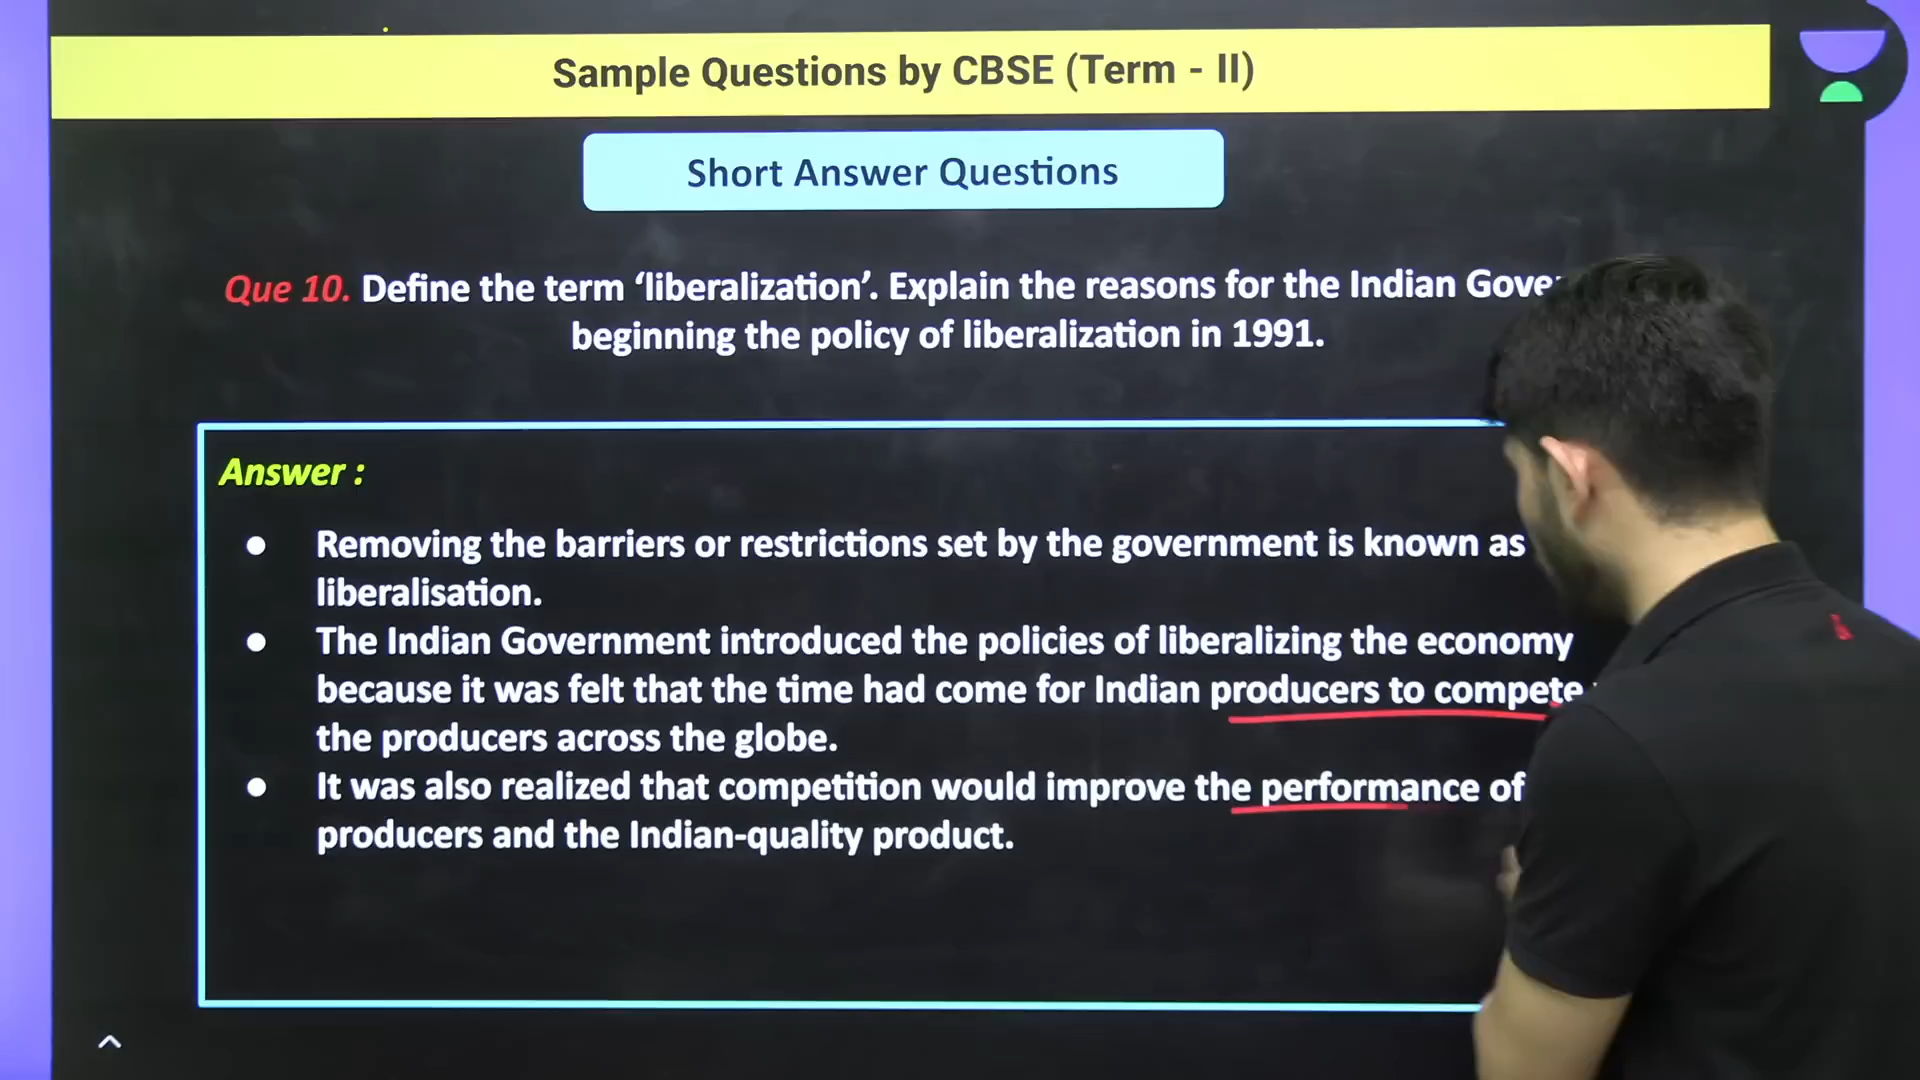 Sample Questions by CBSE (Term - II)
Short Answer Questions
Que 10. Define the term ‘liberalization’. Explain the reasons for the Indian
beginning the policy of liberalization in 1991.
Answer :
● Removing the barriers or restrictions set by the government is known as
liberalisation.
● The Indian Government introduced the policies of liberalizing the economy
because it was felt that the time had come for Indian producers to compete
the producers across the globe.
● It was also realized that competition would improve the performance of
producers and the Indian-quality product.